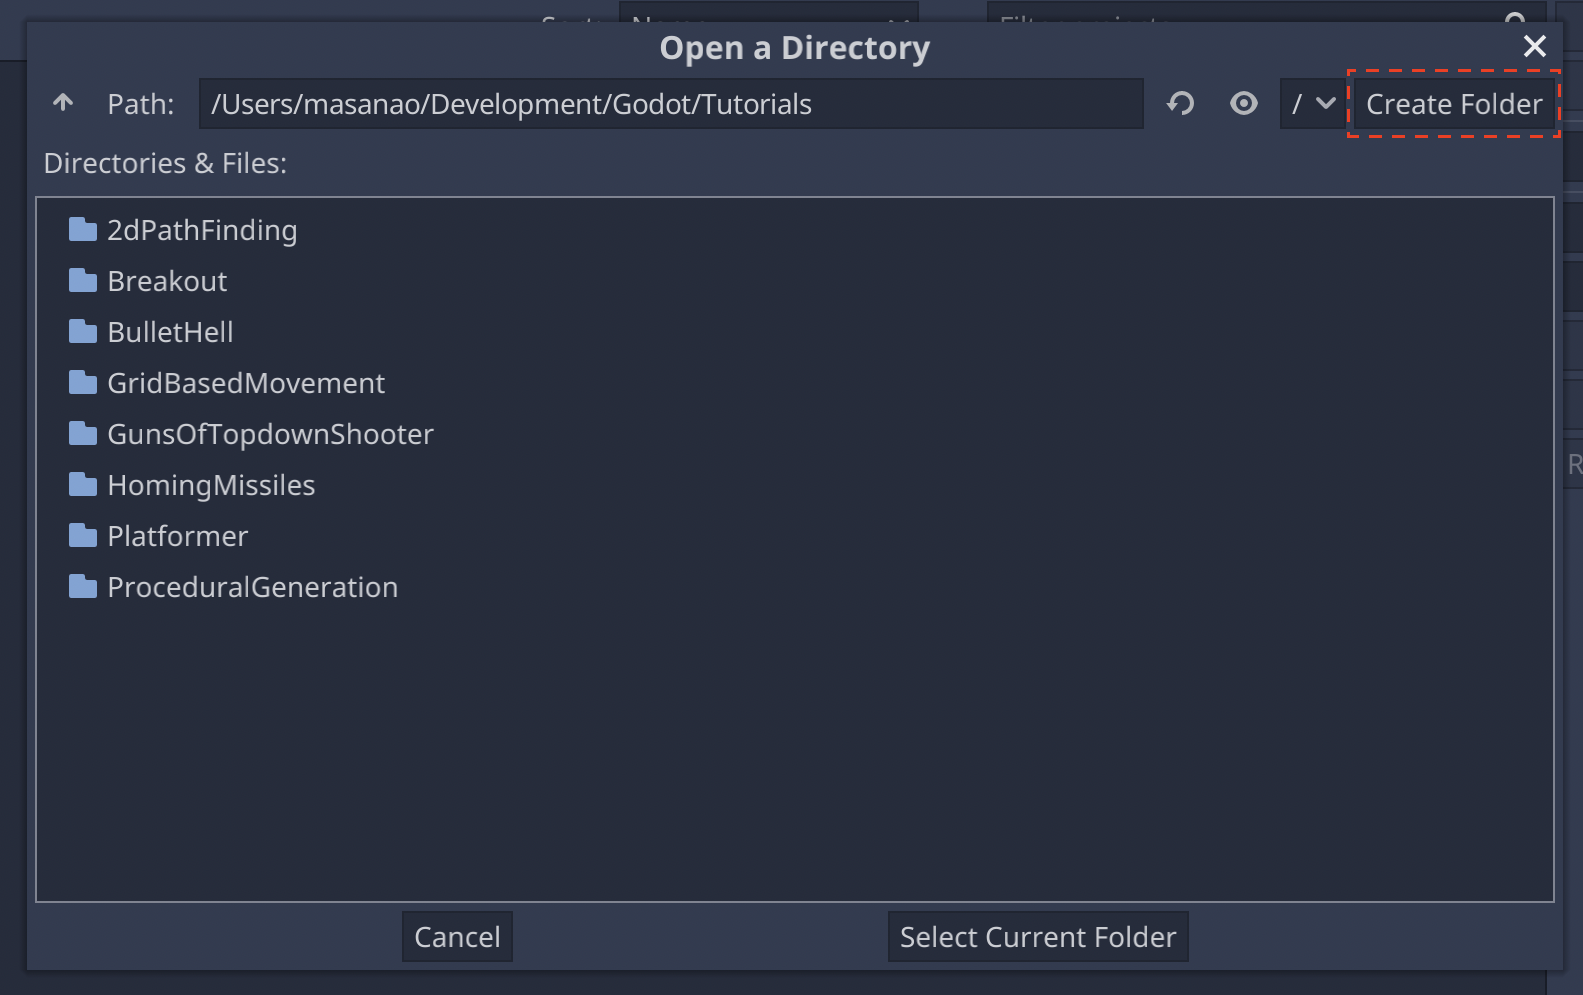 Open a Directory
Path: /Users/masanao/Development/Godot/Tutorials / Create Folder
Directories & Files:
2dPathFinding
Breakout
BulletHell
GridBasedMovement
GunsOfTopdownShooter
HomingMissiles
Platformer
ProceduralGeneration
R
Cancel Select Current Folder